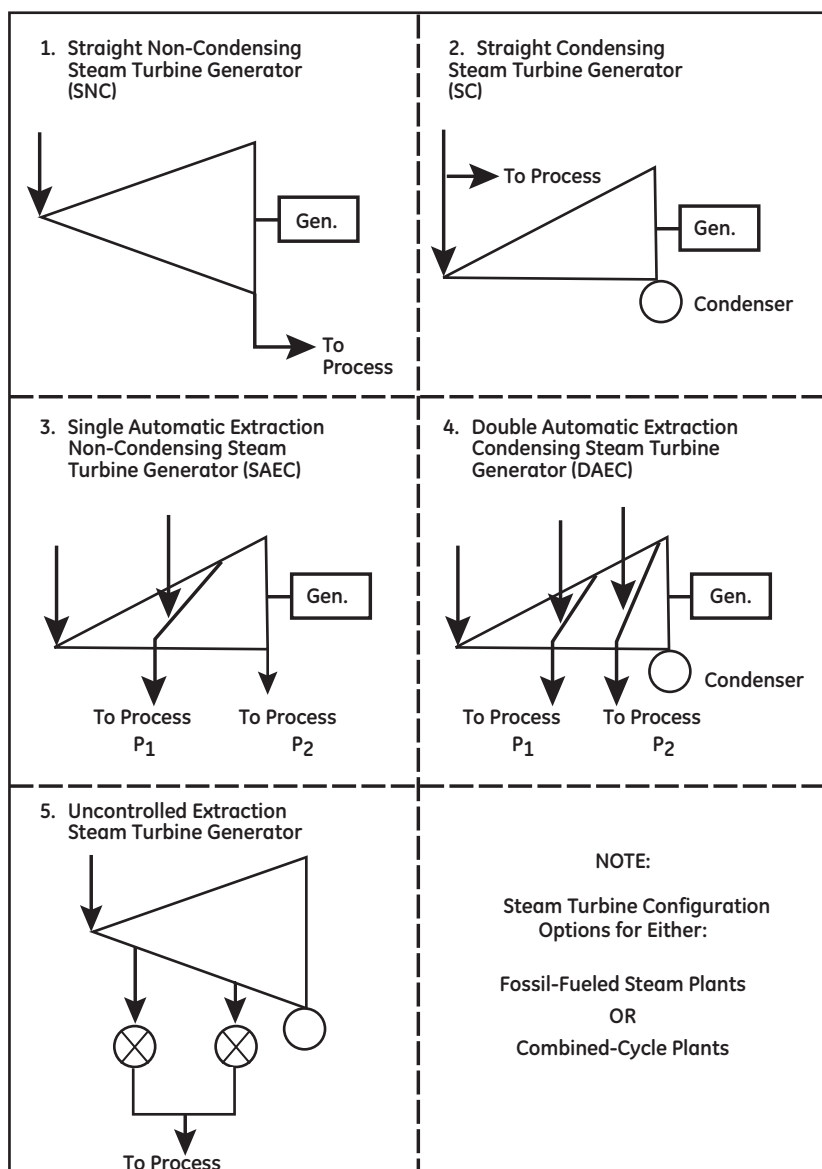 1. Straight Non-Condensing
Steam Turbine Generator
(SNC)
Gen.
To
Process
2. Straight Condensing
Steam Turbine Generator
(SC)
To Process
Gen.
Condenser
3. Single Automatic Extraction
Non-Condensing Steam
Turbine Generator (SAEC)
Gen.
To Process
P1
To Process
P2
4. Double Automatic Extraction
Condensing Steam Turbine
Generator (DAEC)
Gen.
Condenser
To Process
P1
To Process
P2
5. Uncontrolled Extraction
Steam Turbine Generator
To Process
NOTE:
Steam Turbine Configuration
Options for Either:
Fossil-Fueled Steam Plants
OR
Combined-Cycle Plants